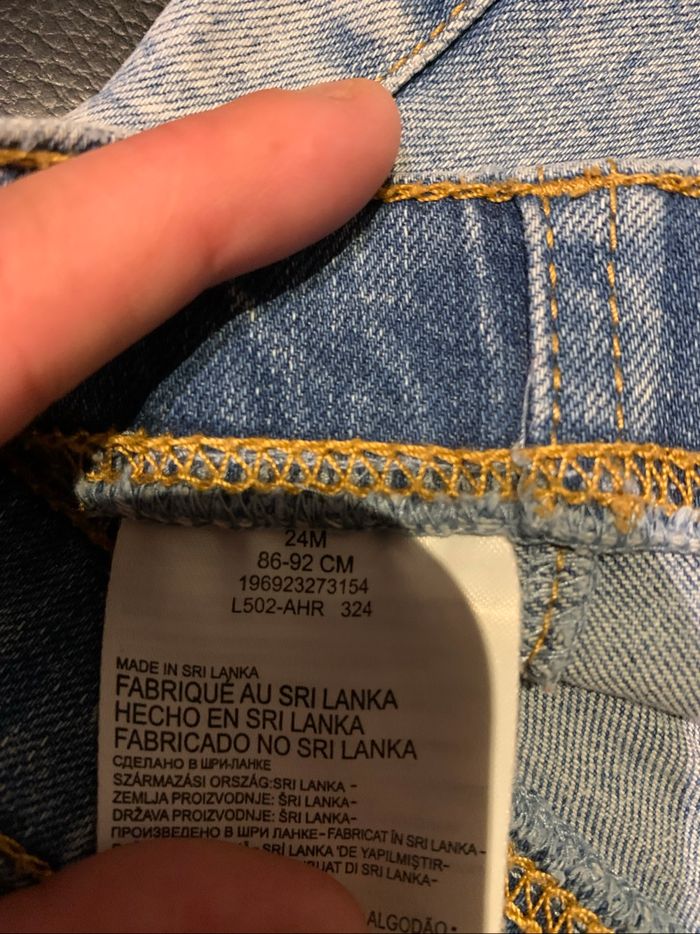 24M
86-92 CM
196923273154
L502-AHR 324
MADE IN SRI LANKA
FABRIQUÉ AU SRI LANKA
HECHO EN SRI LANKA
FABRICADO NO SRI LANKA
СДЕЛАНО В ШРИ-ЛАНКЕ
SZÁRMAZÁSI ORSZÁG:SRI LANKA -
ZEMLJA PROIZVODNJE: ŠRI LANKA-
DRŽAVA PROIZVODNJE: ŠRI LANKA-
ПРОИЗВЕДЕНО В ШРИ ЛАНКЕ-FABRICAT ÎN SRI LANKA-
SRİ LANKA 'DE YAPILMIŞTIR-
SRI LANKA-
ALGODÃO •